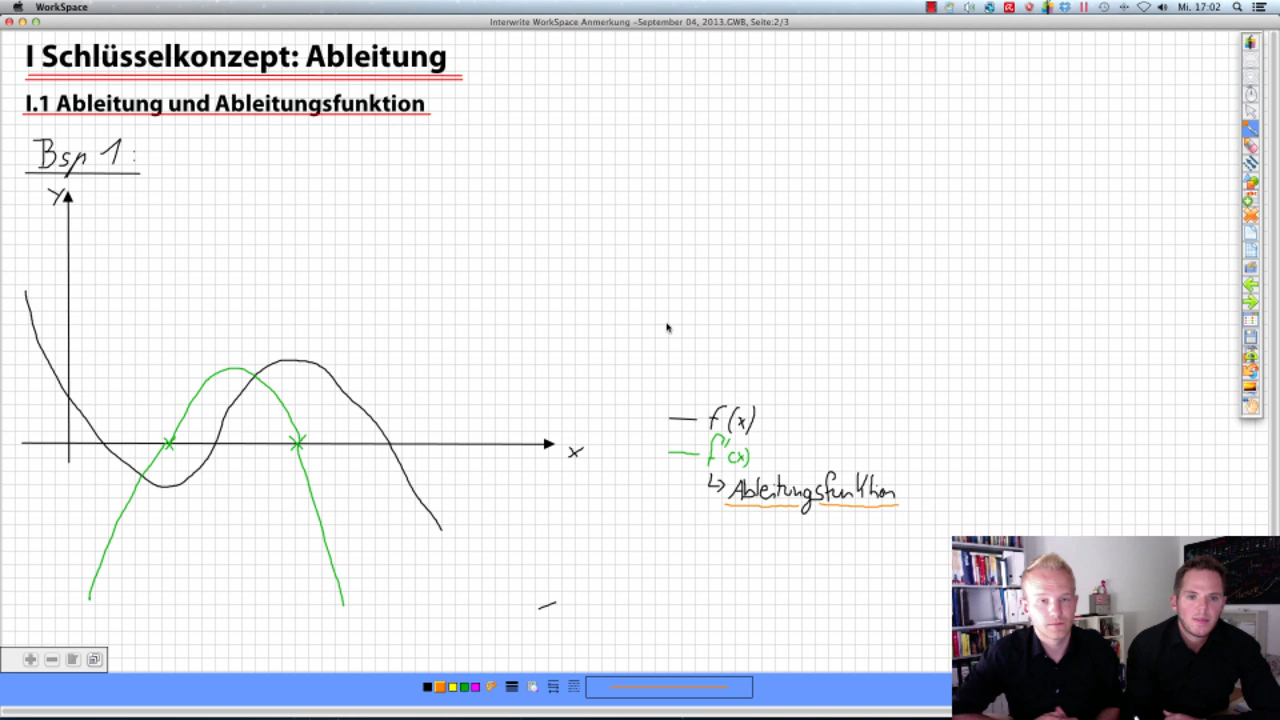 WorkSpace
Mi. 17:02
Interwrite WorkSpace Anmerkung –September 04, 2013.GWB, Seite:2/3
I Schlüsselkonzept: Ableitung
I.1 Ableitung und Ableitungsfunktion
Bsp 1:
y
x
f(x)
f'(x)
↳ Ableitungsfunktion